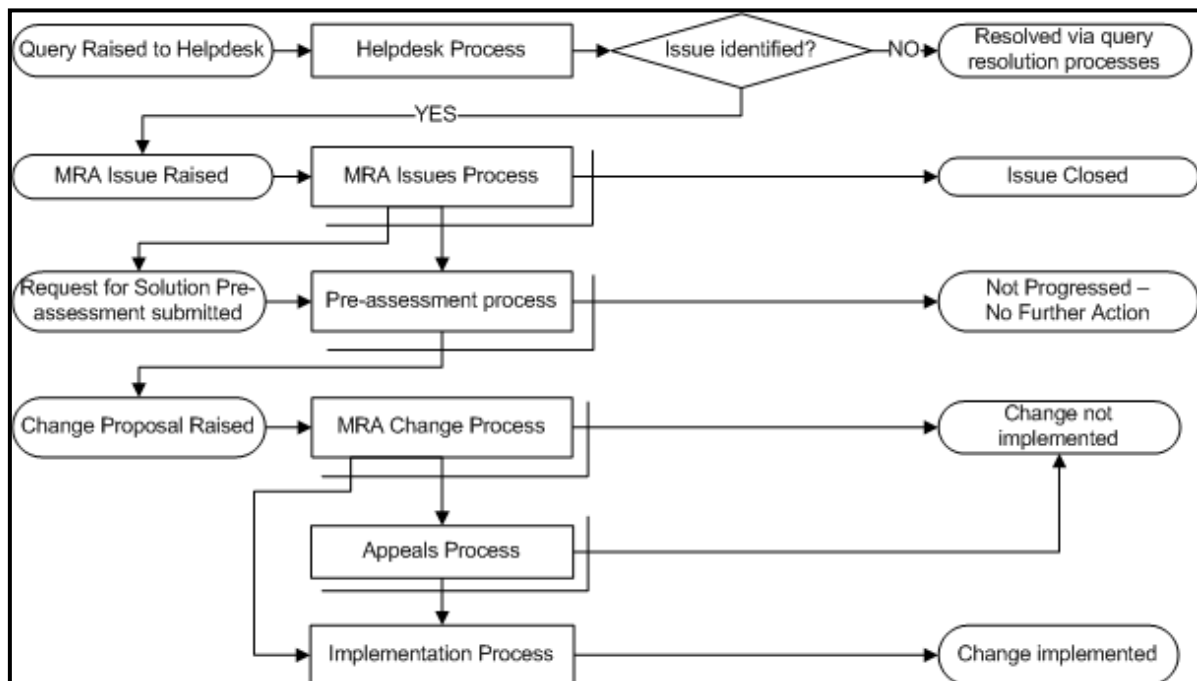 Query Raised to Helpdesk
Helpdesk Process
Issue identified?
NO
Resolved via query
resolution processes
YES
MRA Issue Raised
MRA Issues Process
Issue Closed
Request for Solution Pre-
assessment submitted
Pre-assessment process
Not Progressed –
No Further Action
Change Proposal Raised
MRA Change Process
Change not
implemented
Appeals Process
Implementation Process
Change implemented